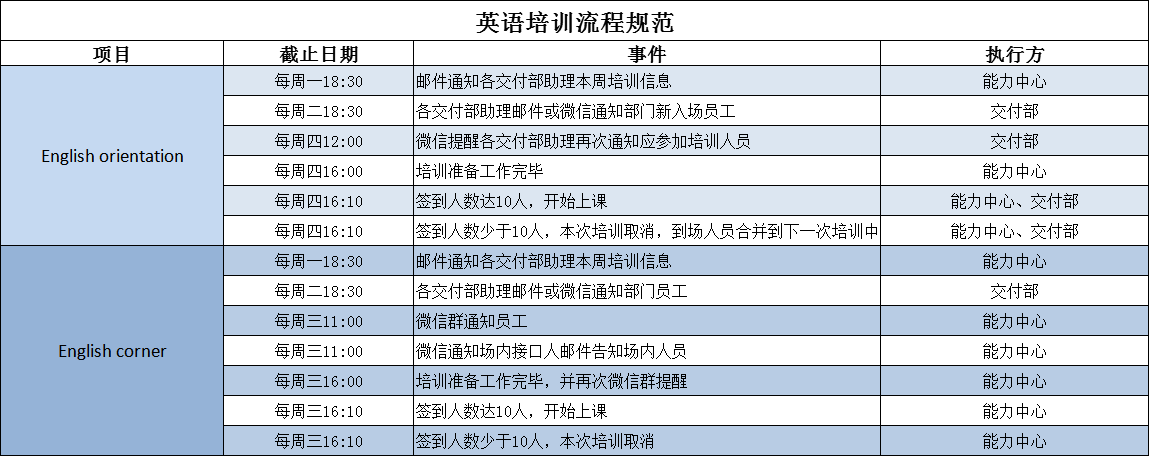 英语培训流程规范
项目 截止日期 事件 执行方
English orientation
每周一18:30 邮件通知各交付部助理本周培训信息 能力中心
每周二18:30 各交付部助理邮件或微信通知部门新入场员工 交付部
每周四12:00 微信提醒各交付部助理再次通知应参加培训人员 交付部
每周四16:00 培训准备工作完毕 能力中心
每周四16:10 签到人数达10人，开始上课 能力中心、交付部
每周四16:10 签到人数少于10人，本次培训取消，到场人员合并到下一次培训中 能力中心、交付部
English corner
每周一18:30 邮件通知各交付部助理本周培训信息 能力中心
每周二18:30 各交付部助理邮件或微信通知部门员工 交付部
每周三11:00 微信群通知员工 能力中心
每周三11:00 微信通知场内接口人邮件告知场内人员 能力中心
每周三16:00 培训准备工作完毕，并再次微信群提醒 能力中心
每周三16:10 签到人数达10人，开始上课 能力中心
每周三16:10 签到人数少于10人，本次培训取消 能力中心